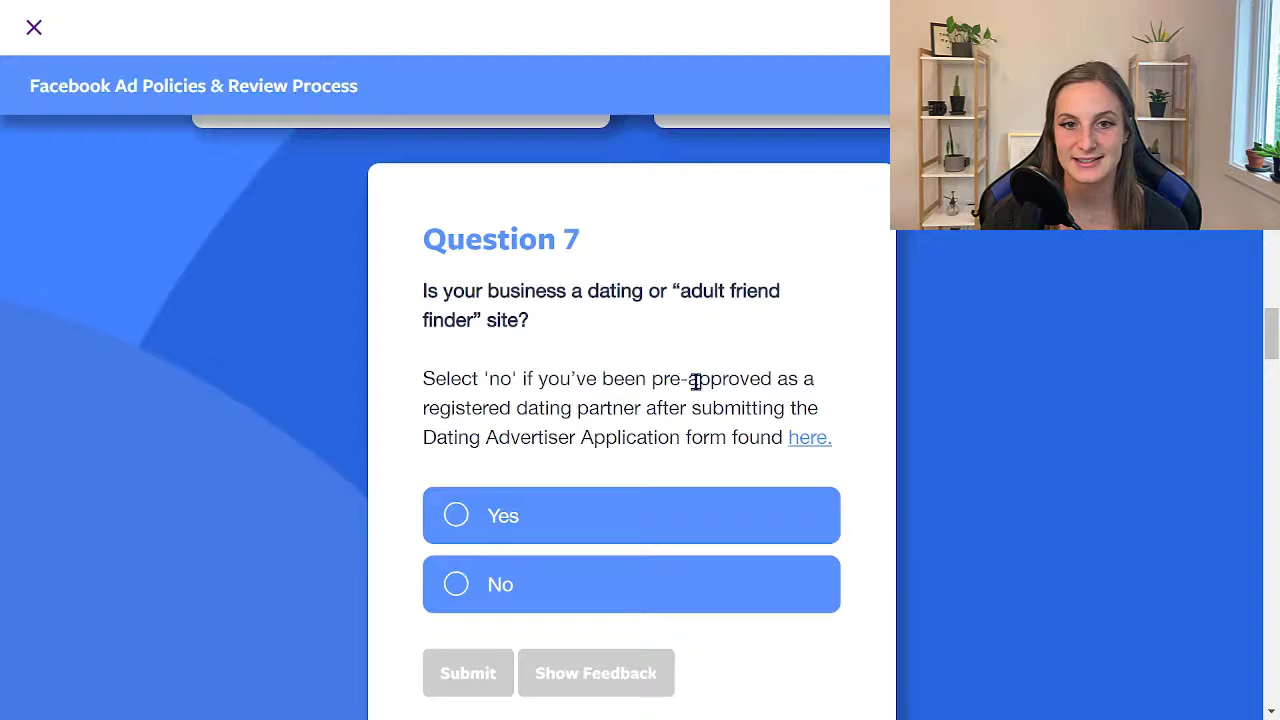 Facebook Ad Policies & Review Process
Question 7
Is your business a dating or “adult friend
finder” site?
Select 'no' if you’ve been pre-approved as a
registered dating partner after submitting the
Dating Advertiser Application form found here.
Yes
No
Submit
Show Feedback